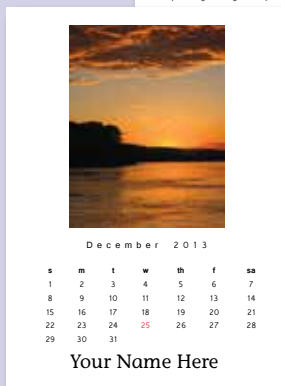 December 2013
s m t w th f sa
1 2 3 4 5 6 7
8 9 10 11 12 13 14
15 16 17 18 19 20 21
22 23 24 25 26 27 28
29 30 31
Your Name Here